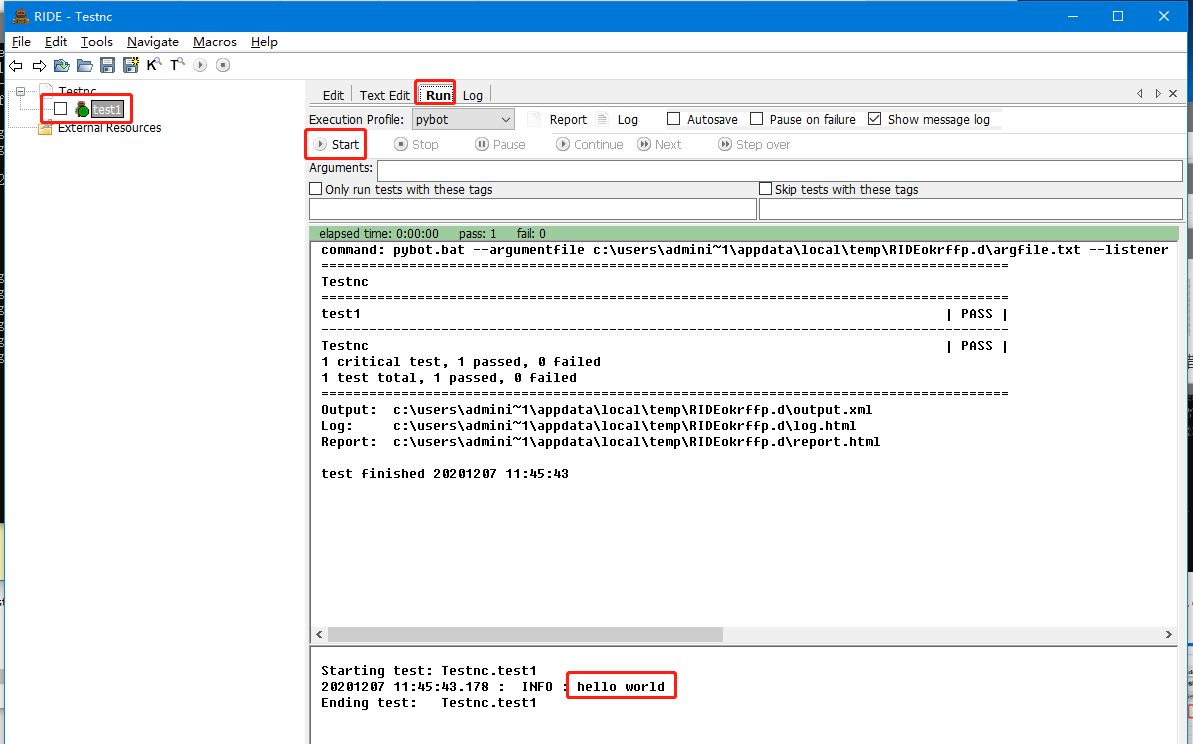 RIDE - Testnc
File Edit Tools Navigate Macros Help
Testnc
test1
External Resources
Edit Text Edit Run Log
Execution Profile: pybot Report Log Autosave Pause on failure Show message log
Start Stop Pause Continue Next Step over
Arguments:
Only run tests with these tags Skip tests with these tags
elapsed time: 0:00:00 pass: 1 fail: 0
command: pybot.bat --argumentfile c:\users\admini~1\appdata\local\temp\RIDEokrffp.d\argfile.txt --listener
==============================================================================
Testnc
==============================================================================
test1 | PASS |
------------------------------------------------------------------------------
Testnc | PASS |
1 critical test, 1 passed, 0 failed
1 test total, 1 passed, 0 failed
==============================================================================
Output: c:\users\admini~1\appdata\local\temp\RIDEokrffp.d\output.xml
Log: c:\users\admini~1\appdata\local\temp\RIDEokrffp.d\log.html
Report: c:\users\admini~1\appdata\local\temp\RIDEokrffp.d\report.html
test finished 20201207 11:45:43
Starting test: Testnc.test1
20201207 11:45:43.178 : INFO : hello world
Ending test: Testnc.test1